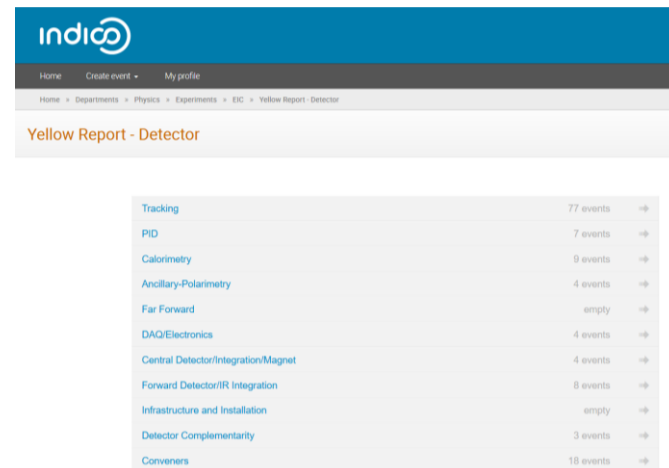 indico
Home Create event My profile
Home » Departments » Physics » Experiments » EIC » Yellow Report - Detector
Yellow Report - Detector
Tracking 77 events
PID 7 events
Calorimetry 9 events
Ancillary-Polarimetry 4 events
Far Forward empty
DAQ/Electronics 4 events
Central Detector/Integration/Magnet 4 events
Forward Detector/IR Integration 8 events
Infrastructure and Installation empty
Detector Complementarity 3 events
Conveners 18 events